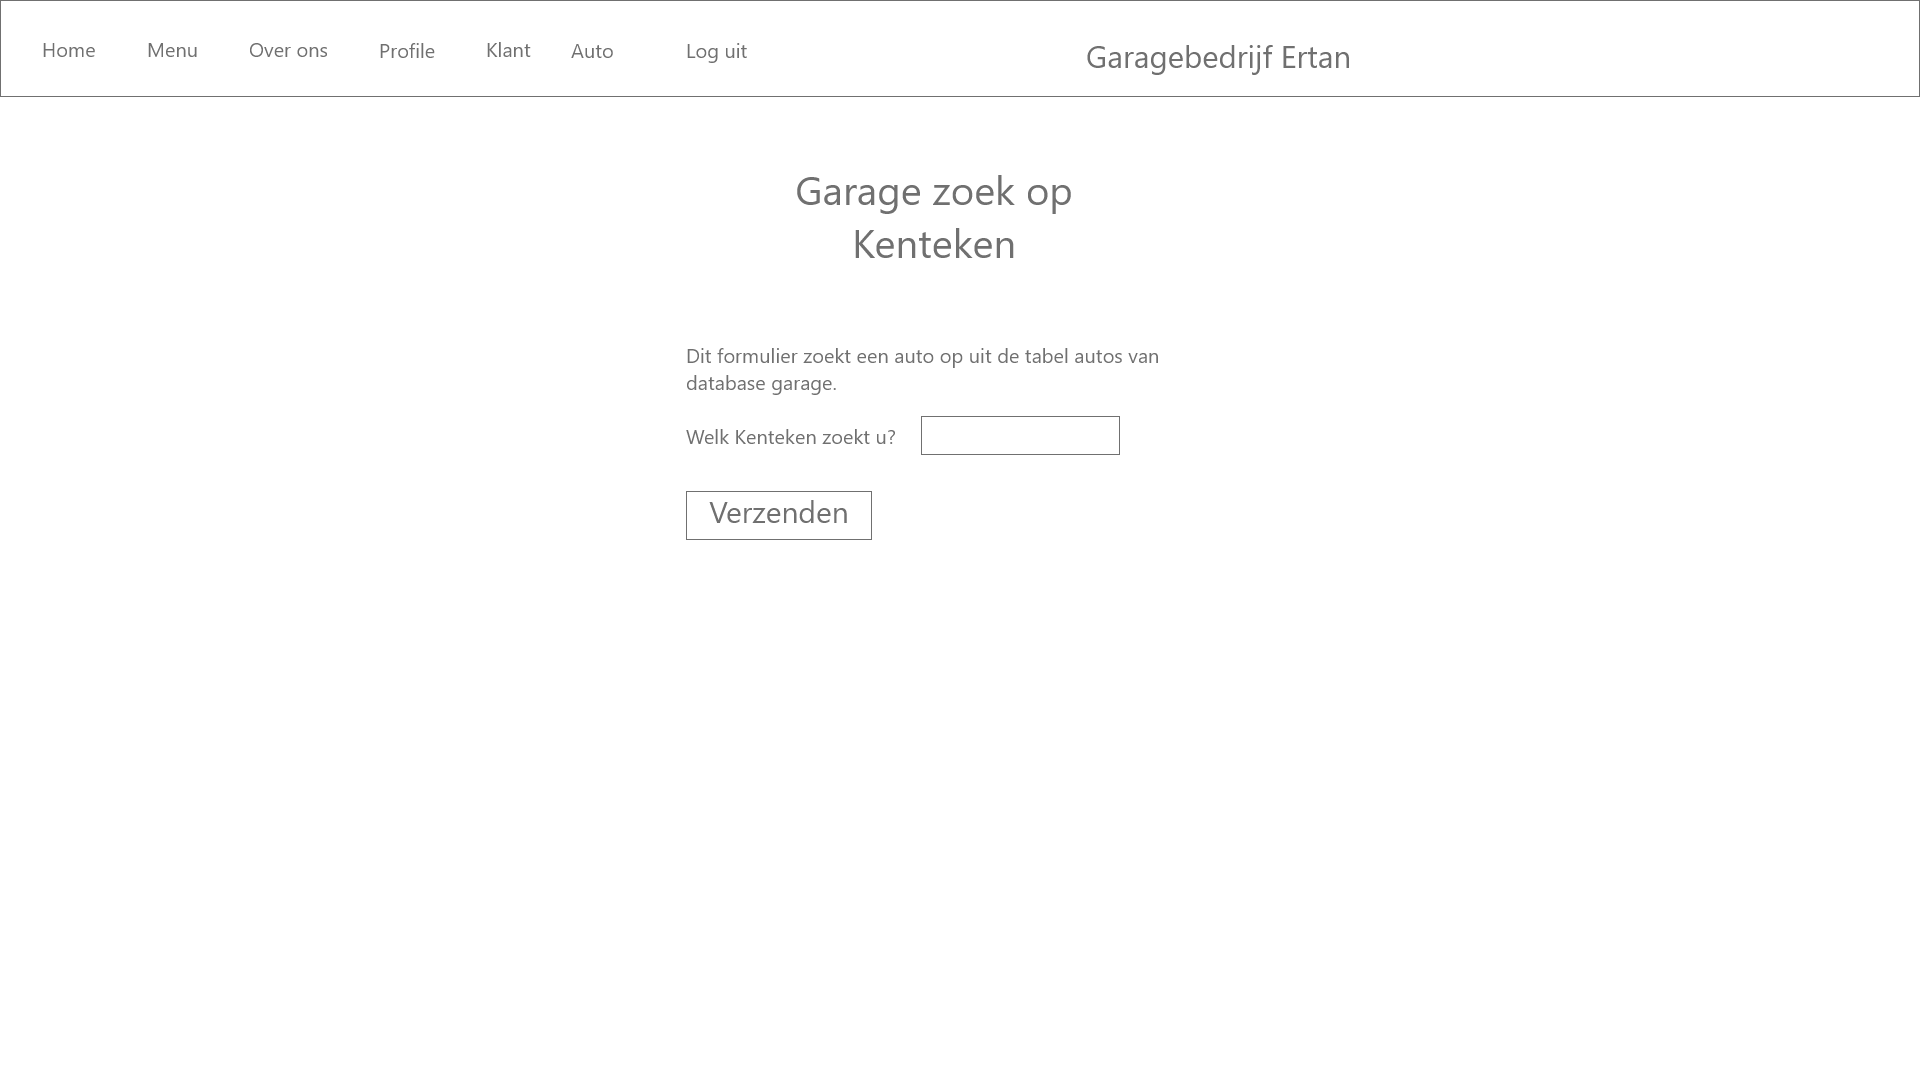 Home Menu Over ons Profile Klant Auto Log uit Garagebedrijf Ertan
Garage zoek op
Kenteken
Dit formulier zoekt een auto op uit de tabel autos van
database garage.
Welk Kenteken zoekt u?
Verzenden